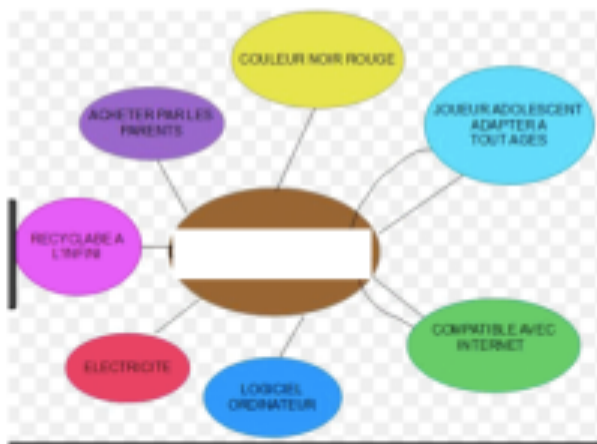 COULEUR NOIR ROUGE
ACHETER PAR LES
PARENTS
JOUEUR ADOLESCENT
ADAPTER A
TOUT AGES
RECYCLABE A
L'INFINI
COMPATIBLE AVEC
INTERNET
ELECTRICITE
LOGICIEL
ORDINATEUR